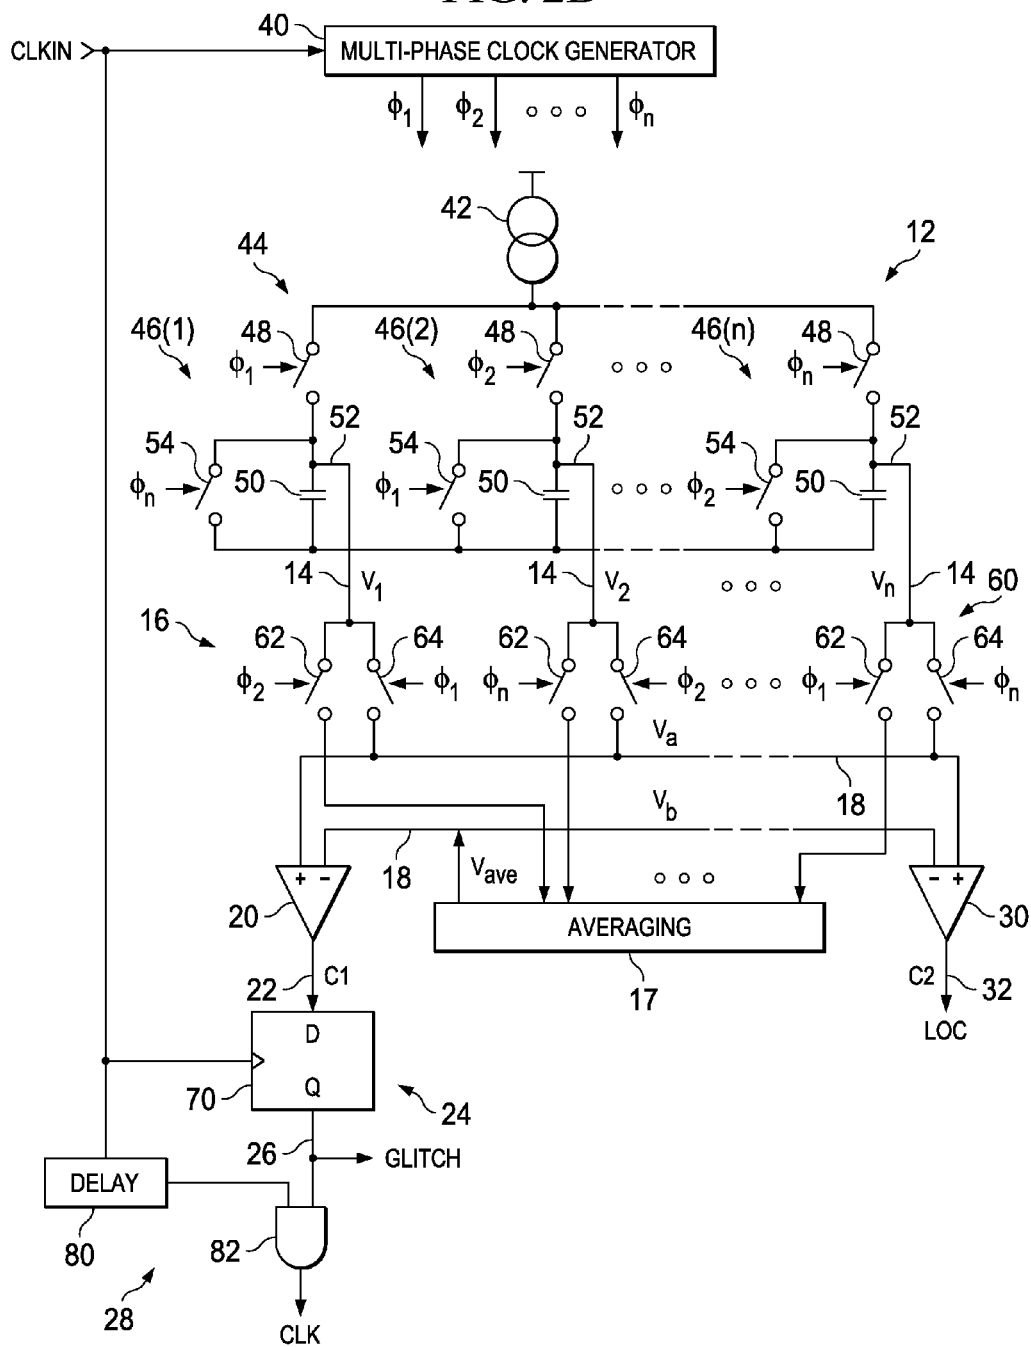 FIG. 2B
40
CLKIN
MULTI-PHASE CLOCK GENERATOR
ϕ1 ϕ2 ϕn
42
44 12
46(1) 48 46(2) 48 46(n) 48
ϕ1 ϕ2 ϕn
54 52 54 52 54 52
ϕn 50 ϕ1 50 ϕ2 50
14 V1 14 V2 Vn 14
60
16 62 64 62 64 62 64
ϕ2 ϕ1 ϕn ϕ2 ϕ1 ϕn
Va
18
Vb
18 Vave
+ − − +
20 AVERAGING 30
22 C1 17 C2 32
D LOC
Q
70 24
26 GLITCH
DELAY
80 82
28
CLK